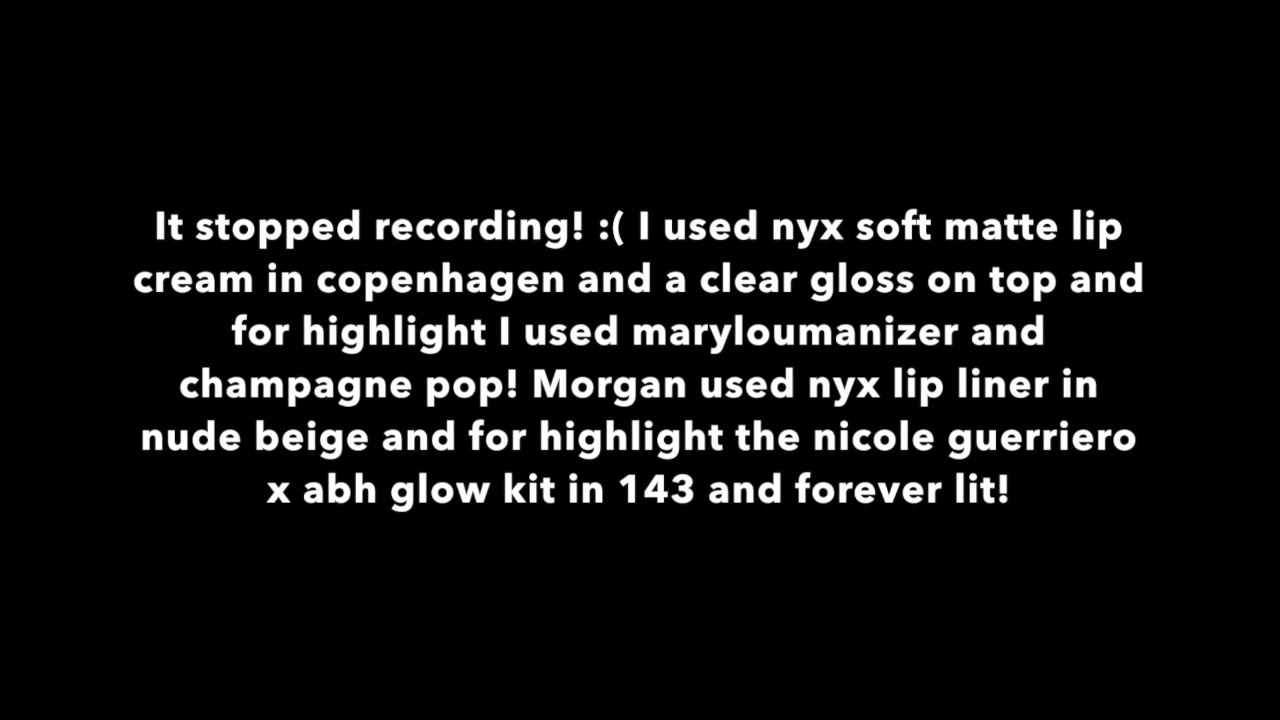 It stopped recording! :( I used nyx soft matte lip
cream in copenhagen and a clear gloss on top and
for highlight I used maryloumanizer and
champagne pop! Morgan used nyx lip liner in
nude beige and for highlight the nicole guerriero
x abh glow kit in 143 and forever lit!